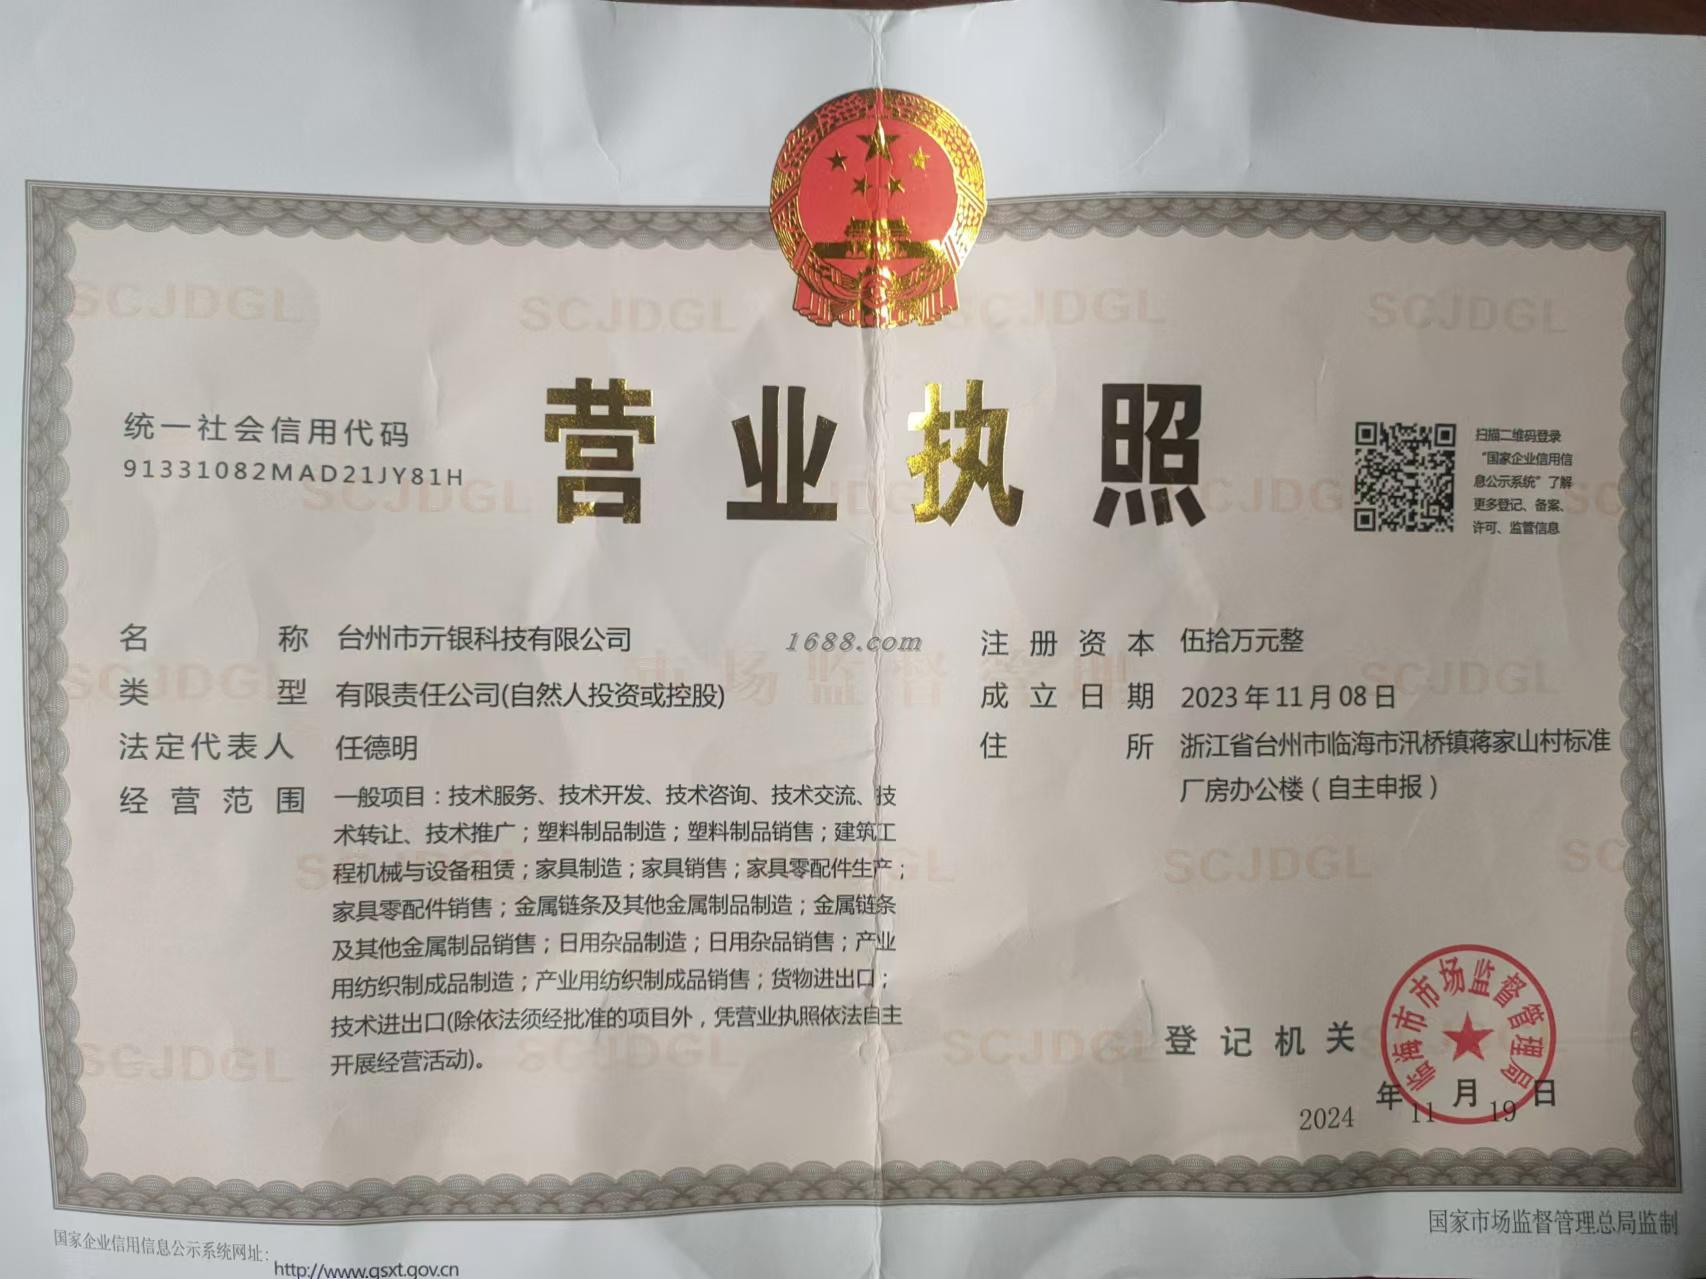 营业执照
统一社会信用代码
91331082MAD21JY81H
扫描二维码登录
“国家企业信用信
息公示系统”了解
更多登记、备案、
许可、监管信息
名称 台州市亓银科技有限公司
类型 有限责任公司(自然人投资或控股)
法定代表人 任德明
经营范围 一般项目：技术服务、技术开发、技术咨询、技术交流、技
术转让、技术推广；塑料制品制造；塑料制品销售；建筑工
程机械与设备租赁；家具制造；家具销售；家具零配件生产；
家具零配件销售；金属链条及其他金属制品制造；金属链条
及其他金属制品销售；日用杂品制造；日用杂品销售；产业
用纺织制成品制造；产业用纺织制成品销售；货物进出口；
技术进出口(除依法须经批准的项目外，凭营业执照依法自主
开展经营活动)。
1688.com
注册资本 伍拾万元整
成立日期 2023年11月08日
住所 浙江省台州市临海市汛桥镇蒋家山村标准
厂房办公楼（自主申报）
登记机关
临海市市场监督管理局
2024年11月19日
国家企业信用信息公示系统网址：
http://www.gsxt.gov.cn
国家市场监督管理总局监制
SCJDGL
市场监督管理